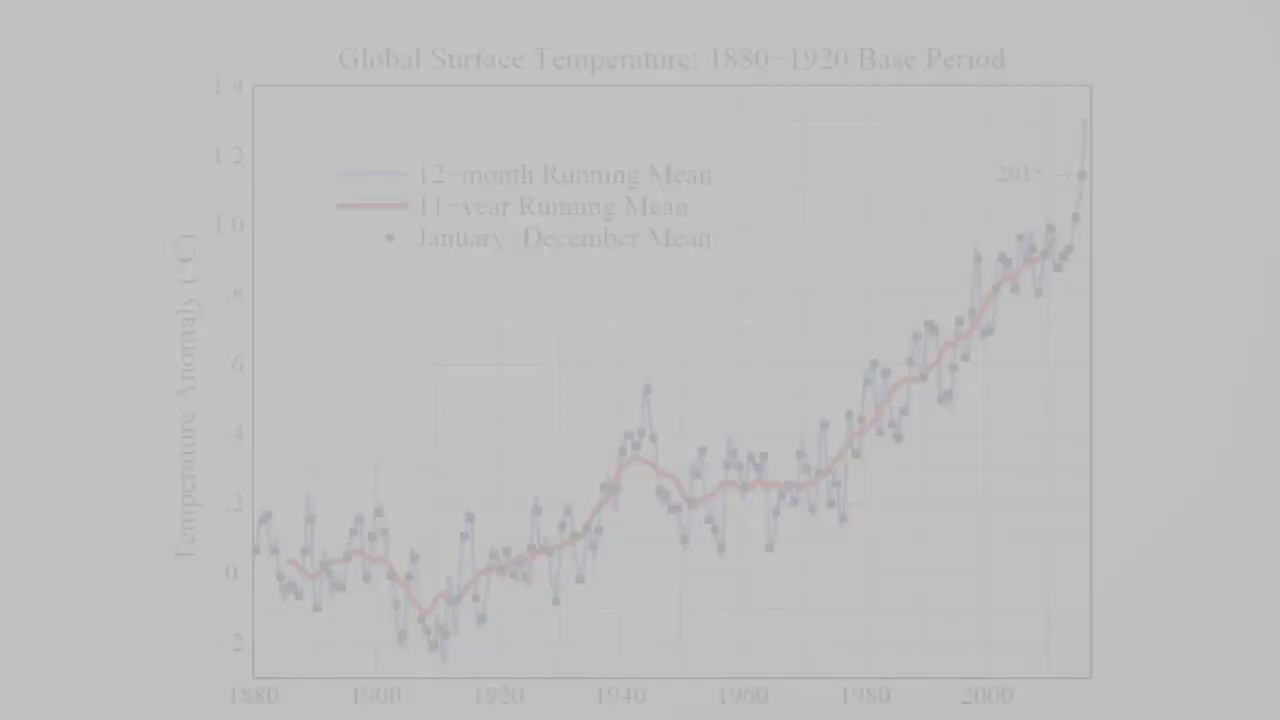 Global Surface Temperature: 1880−1920 Base Period
1.4
1.2
1.0
.8
.6
.4
.2
0
-.2
Temperature Anomaly (°C)
12−month Running Mean
11−year Running Mean
January−December Mean
2015 →
1880 1900 1920 1940 1960 1980 2000